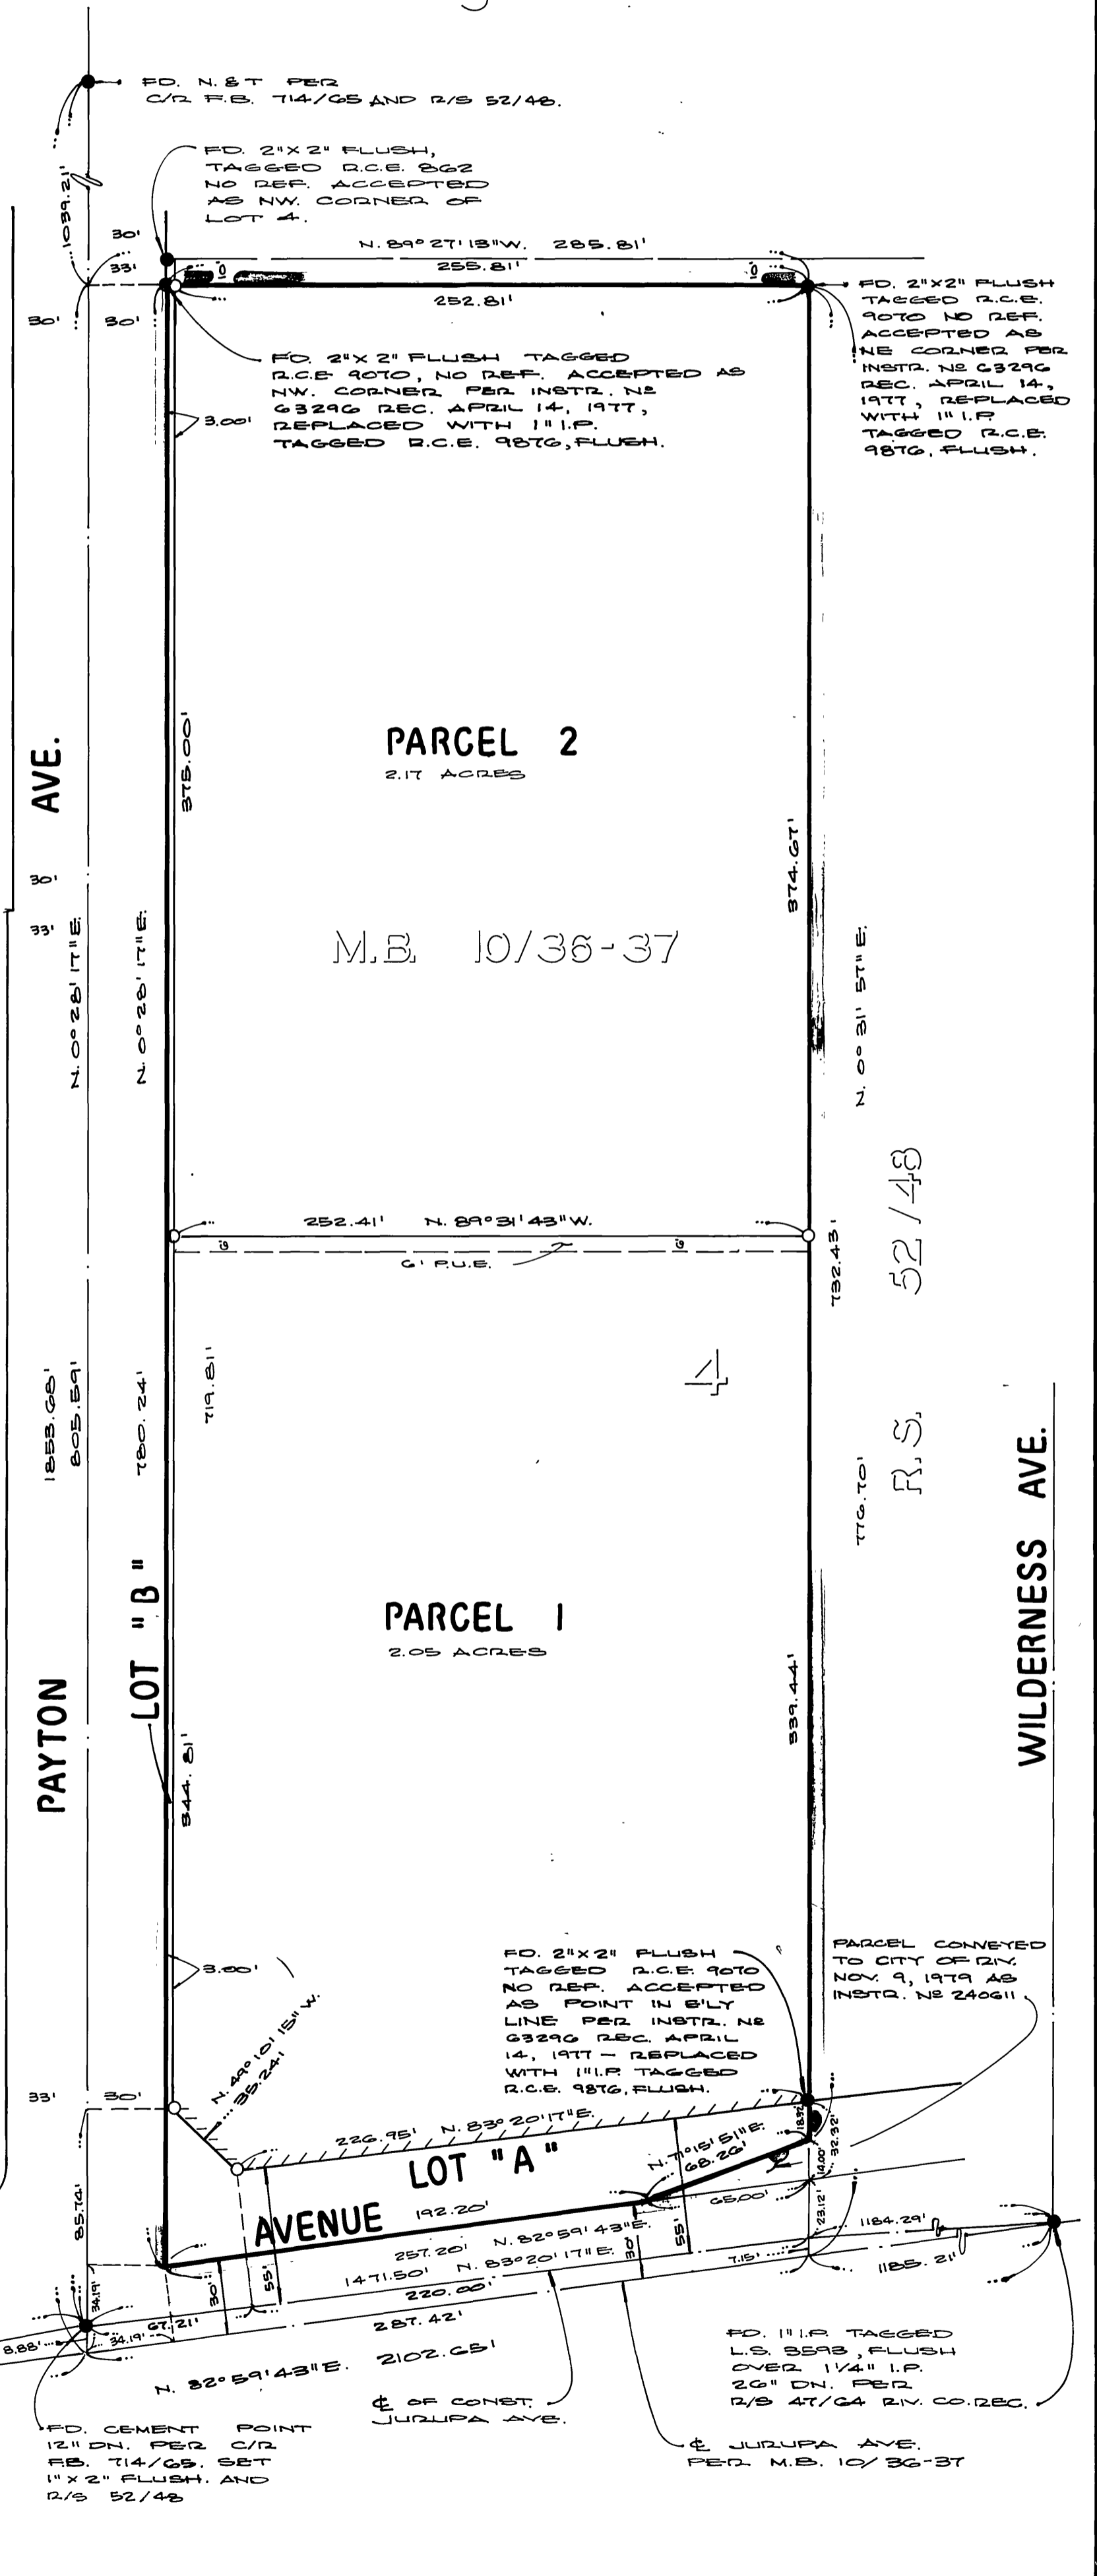 FD. N. & T PER
C/R F.B. 714/65 AND R/S 52/48.
1039.21'
FD. 2"X 2" FLUSH,
TAGGED R.C.E. 862
NO REF. ACCEPTED
AS NW. CORNER OF
LOT 4.
30'
33'
30'
30'
N. 89° 27' 13" W. 285.81'
255.81'
252.81'
FD. 2"X2" FLUSH
TAGGED R.C.E.
9070 NO REF.
ACCEPTED AS
NE CORNER PER
INSTR. Nº 63296
REC. APRIL 14,
1977, REPLACED
WITH 1" I.P.
TAGGED R.C.E.
9876, FLUSH.
FD. 2"X 2" FLUSH TAGGED
R.C.E 9070, NO REF. ACCEPTED AS
NW. CORNER PER INSTR. Nº
63296 REC. APRIL 14, 1977,
REPLACED WITH 1" I.P.
TAGGED R.C.E. 9876, FLUSH.
3.00'
375.00'
PARCEL 2
2.17 ACRES
374.67'
AVE.
30'
33'
N. 0° 28' 17" E.
N. 0° 28' 17" E.
M.B. 10/36-37
N. 0° 31' 57" E.
252.41' N. 89° 31' 43" W.
6' P.U.E.
732.43'
52/48
R.S.
719.81'
4
1853.68'
805.59'
780.24'
776.70'
WILDERNESS AVE.
LOT "B"
PARCEL 1
2.05 ACRES
339.44'
PAYTON
344.81'
3.00'
N. 49° 10' 15" W.
35.24'
FD. 2"X2" FLUSH
TAGGED R.C.E. 9070
NO REF. ACCEPTED
AS POINT IN E'LY
LINE PER INSTR. Nº
63296 REC. APRIL
14, 1977 - REPLACED
WITH 1" I.P. TAGGED
R.C.E. 9876, FLUSH.
PARCEL CONVEYED
TO CITY OF RIV.
NOV. 9, 1979 AS
INSTR. Nº 240611
33'
30'
226.95' N. 83° 20' 17" E.
N. 71° 15' 51" E.
68.26'
18.32'
32.32'
14.00'
LOT "A"
AVENUE
192.20'
65.00'
23.12'
85.74'
257.20' N. 82° 59' 43" E.
1471.50' N. 83° 20' 17" E.
30'
55'
30'
55'
7.15'
1184.29'
1185.21'
220.00'
287.42'
34.19'
67.21'
34.19'
8.88'
N. 82° 59' 43" E. 2102.65'
℄ OF CONST.
JURUPA AVE.
FD. 1" I.P. TAGGED
L.S. 3593, FLUSH
OVER 1 1/4" I.P.
26" DN. PER
R/S 47/64 RIV. CO. REC.
℄ JURUPA AVE.
PER M.B. 10/36-37
FD. CEMENT POINT
12" DN. PER C/R
F.B. 714/65. SET
1" X 2" FLUSH. AND
R/S 52/48